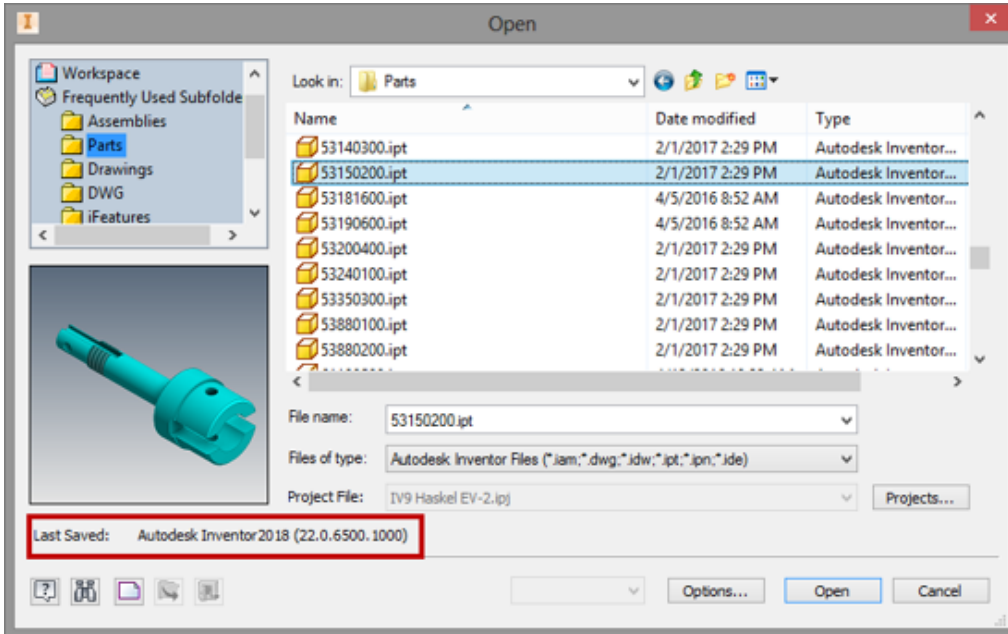 Open
Workspace
Frequently Used Subfolde
Assemblies
Parts
Drawings
DWG
iFeatures
Look in: Parts
Name Date modified Type
53140300.ipt 2/1/2017 2:29 PM Autodesk Inventor...
53150200.ipt 2/1/2017 2:29 PM Autodesk Inventor...
53181600.ipt 4/5/2016 8:52 AM Autodesk Inventor...
53190600.ipt 4/5/2016 8:52 AM Autodesk Inventor...
53200400.ipt 2/1/2017 2:29 PM Autodesk Inventor...
53240100.ipt 2/1/2017 2:29 PM Autodesk Inventor...
53350300.ipt 2/1/2017 2:29 PM Autodesk Inventor...
53880100.ipt 2/1/2017 2:29 PM Autodesk Inventor...
53880200.ipt 2/1/2017 2:29 PM Autodesk Inventor...
File name: 53150200.ipt
Files of type: Autodesk Inventor Files (*.iam;*.dwg;*.idw;*.ipt;*.ipn;*.ide)
Project File: IV9 Haskel EV-2.ipj Projects...
Last Saved: Autodesk Inventor 2018 (22.0.6500.1000)
Options... Open Cancel